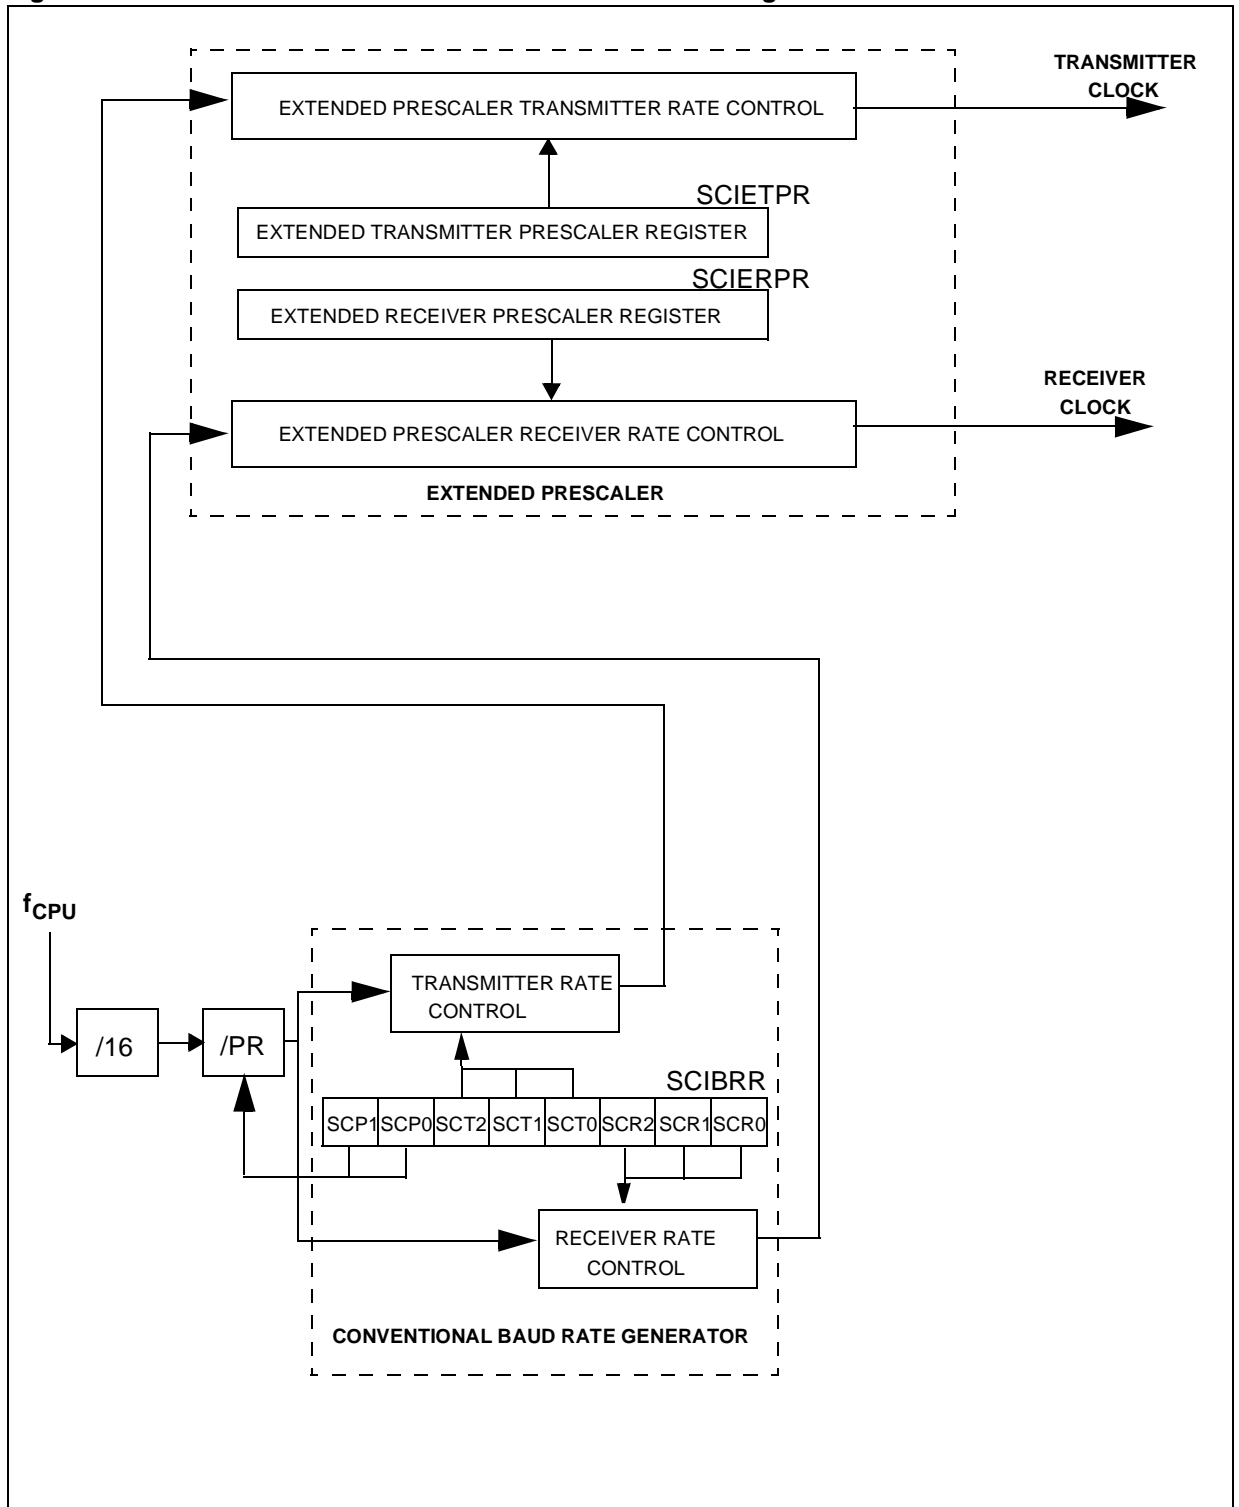 TRANSMITTER
CLOCK
EXTENDED PRESCALER TRANSMITTER RATE CONTROL
SCIETPR
EXTENDED TRANSMITTER PRESCALER REGISTER
SCIERPR
EXTENDED RECEIVER PRESCALER REGISTER
RECEIVER
CLOCK
EXTENDED PRESCALER RECEIVER RATE CONTROL
EXTENDED PRESCALER
fCPU
TRANSMITTER RATE
CONTROL
/16
/PR
SCIBRR
SCP1 SCP0 SCT2 SCT1 SCT0 SCR2 SCR1 SCR0
RECEIVER RATE
CONTROL
CONVENTIONAL BAUD RATE GENERATOR